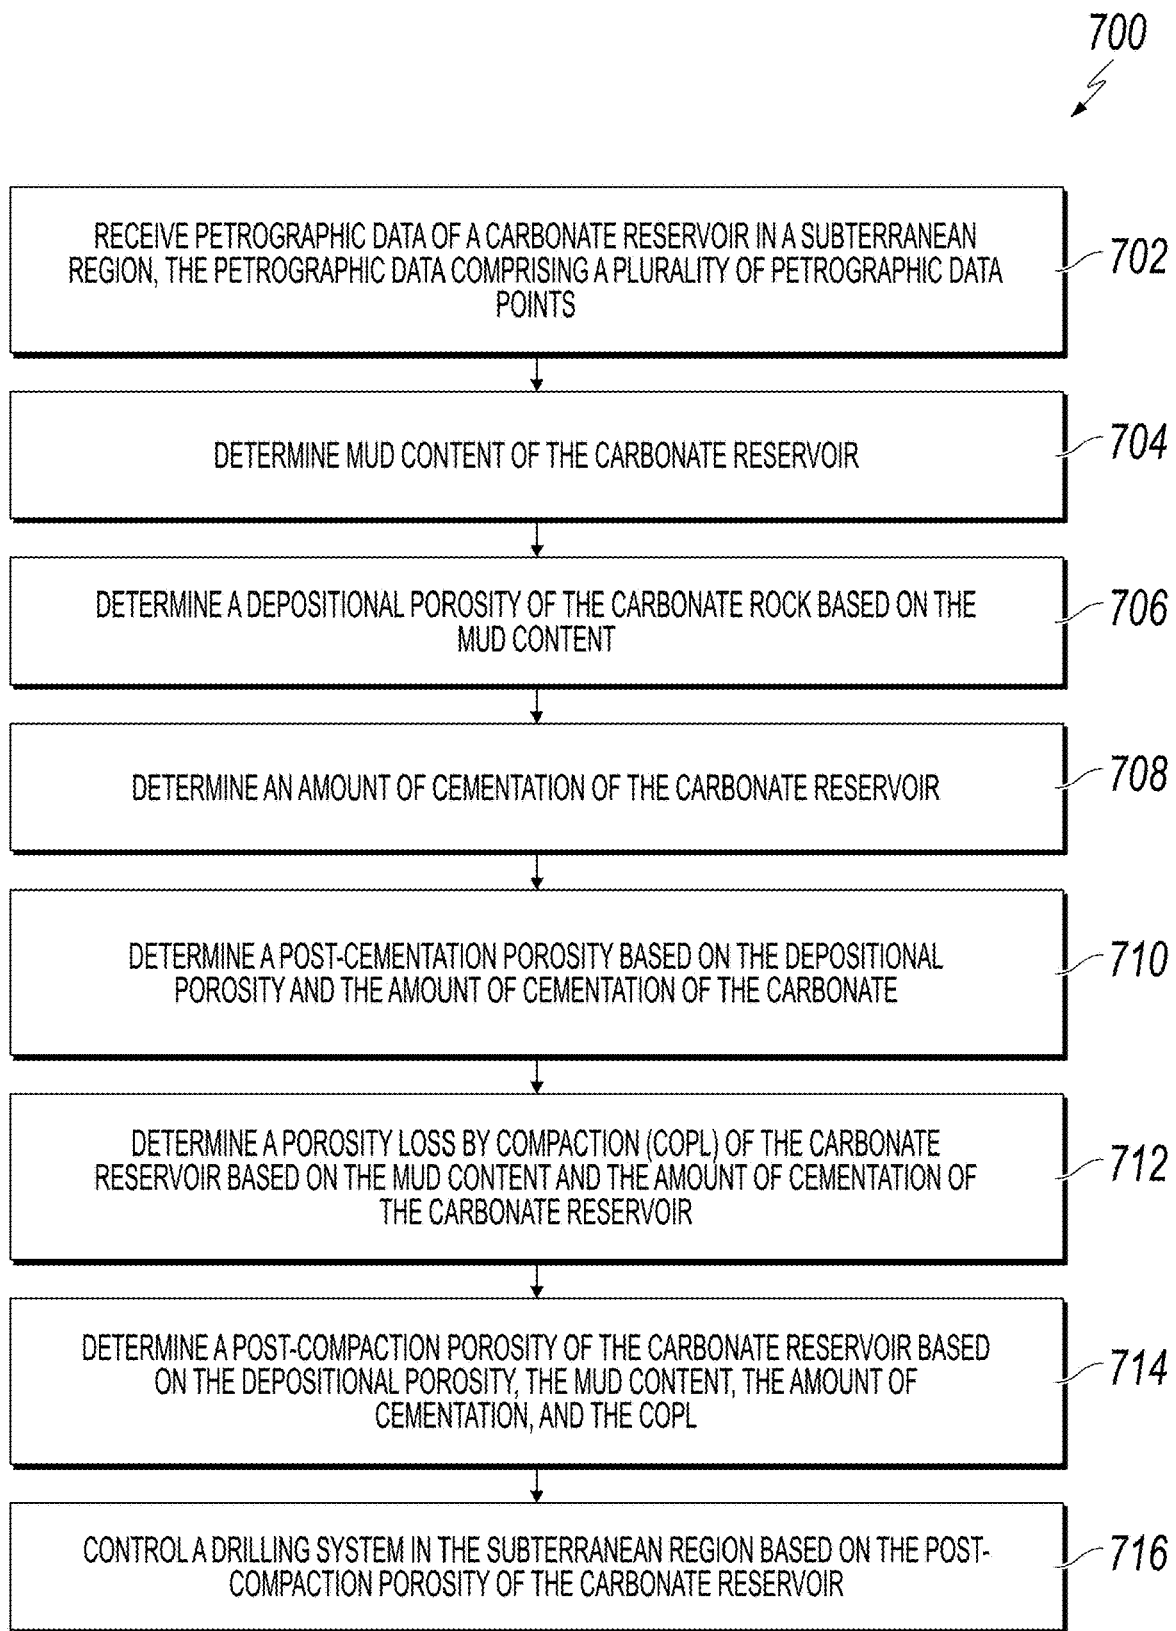 700
RECEIVE PETROGRAPHIC DATA OF A CARBONATE RESERVOIR IN A SUBTERRANEAN
REGION, THE PETROGRAPHIC DATA COMPRISING A PLURALITY OF PETROGRAPHIC DATA
POINTS
702
DETERMINE MUD CONTENT OF THE CARBONATE RESERVOIR
704
DETERMINE A DEPOSITIONAL POROSITY OF THE CARBONATE ROCK BASED ON THE
MUD CONTENT
706
DETERMINE AN AMOUNT OF CEMENTATION OF THE CARBONATE RESERVOIR
708
DETERMINE A POST-CEMENTATION POROSITY BASED ON THE DEPOSITIONAL
POROSITY AND THE AMOUNT OF CEMENTATION OF THE CARBONATE
710
DETERMINE A POROSITY LOSS BY COMPACTION (COPL) OF THE CARBONATE
RESERVOIR BASED ON THE MUD CONTENT AND THE AMOUNT OF CEMENTATION OF
THE CARBONATE RESERVOIR
712
DETERMINE A POST-COMPACTION POROSITY OF THE CARBONATE RESERVOIR BASED
ON THE DEPOSITIONAL POROSITY, THE MUD CONTENT, THE AMOUNT OF
CEMENTATION, AND THE COPL
714
CONTROL A DRILLING SYSTEM IN THE SUBTERRANEAN REGION BASED ON THE POST-
COMPACTION POROSITY OF THE CARBONATE RESERVOIR
716